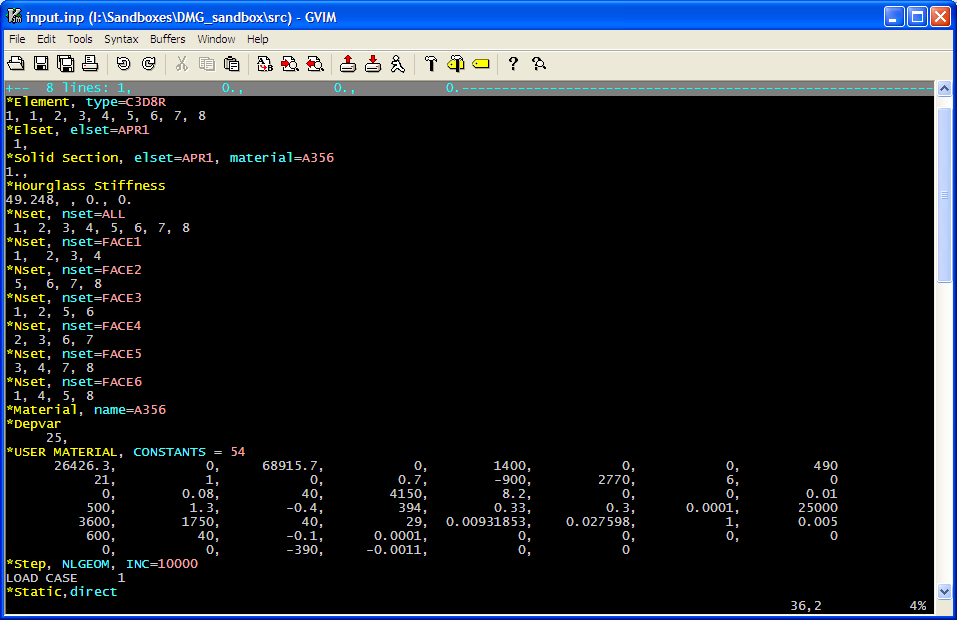 input.inp (I:\Sandboxes\DMG_sandbox\src) - GVIM
File Edit Tools Syntax Buffers Window Help
+-- 8 lines: 1, 0., 0., 0.----------------------------------------------------------
*Element, type=C3D8R
1, 1, 2, 3, 4, 5, 6, 7, 8
*Elset, elset=APR1
1,
*Solid Section, elset=APR1, material=A356
1.,
*Hourglass Stiffness
49.248, , 0., 0.
*Nset, nset=ALL
1, 2, 3, 4, 5, 6, 7, 8
*Nset, nset=FACE1
1, 2, 3, 4
*Nset, nset=FACE2
5, 6, 7, 8
*Nset, nset=FACE3
1, 2, 5, 6
*Nset, nset=FACE4
2, 3, 6, 7
*Nset, nset=FACE5
3, 4, 7, 8
*Nset, nset=FACE6
1, 4, 5, 8
*Material, name=A356
*Depvar
25,
*USER MATERIAL, CONSTANTS = 54
26426.3, 0, 68915.7, 0, 1400, 0, 0, 490
21, 1, 0, 0.7, -900, 2770, 6, 0
0, 0.08, 40, 4150, 8.2, 0, 0, 0.01
500, 1.3, -0.4, 394, 0.33, 0.3, 0.0001, 25000
3600, 1750, 40, 29, 0.00931853, 0.027598, 1, 0.005
600, 40, -0.1, 0.0001, 0, 0, 0, 0
0, 0, -390, -0.0011, 0, 0
*Step, NLGEOM, INC=10000
LOAD CASE 1
*Static,direct
36,2 4%